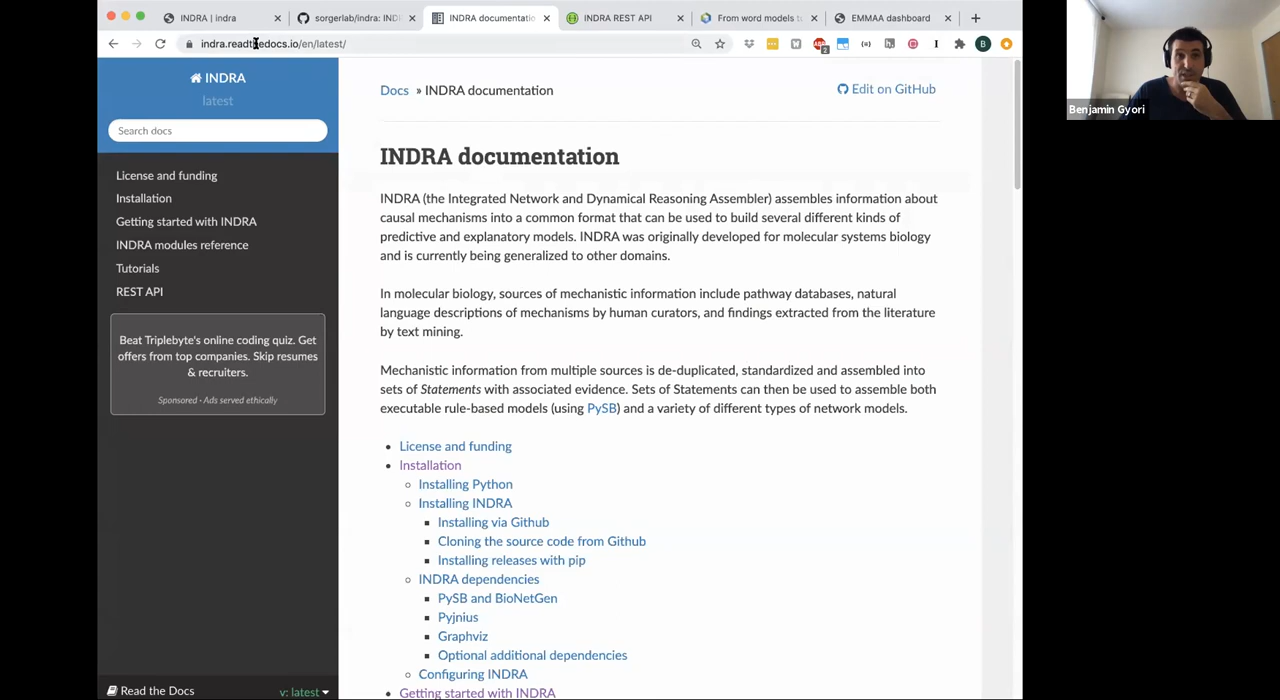 INDRA | indra
sorgerlab/indra: IND
INDRA documentatio
INDRA REST API
From word models t
EMMAA dashboard
indra.readthedocs.io/en/latest/
2
B
INDRA
latest
Search docs
License and funding
Installation
Getting started with INDRA
INDRA modules reference
Tutorials
REST API
Beat Triplebyte's online coding quiz. Get
offers from top companies. Skip resumes
& recruiters.
Sponsored · Ads served ethically
Read the Docs
v: latest
Docs » INDRA documentation
Edit on GitHub
INDRA documentation
INDRA (the Integrated Network and Dynamical Reasoning Assembler) assembles information about
causal mechanisms into a common format that can be used to build several different kinds of
predictive and explanatory models. INDRA was originally developed for molecular systems biology
and is currently being generalized to other domains.
In molecular biology, sources of mechanistic information include pathway databases, natural
language descriptions of mechanisms by human curators, and findings extracted from the literature
by text mining.
Mechanistic information from multiple sources is de-duplicated, standardized and assembled into
sets of Statements with associated evidence. Sets of Statements can then be used to assemble both
executable rule-based models (using PySB) and a variety of different types of network models.
License and funding
Installation
Installing Python
Installing INDRA
Installing via Github
Cloning the source code from Github
Installing releases with pip
INDRA dependencies
PySB and BioNetGen
Pyjnius
Graphviz
Optional additional dependencies
Configuring INDRA
Getting started with INDRA
Benjamin Gyori